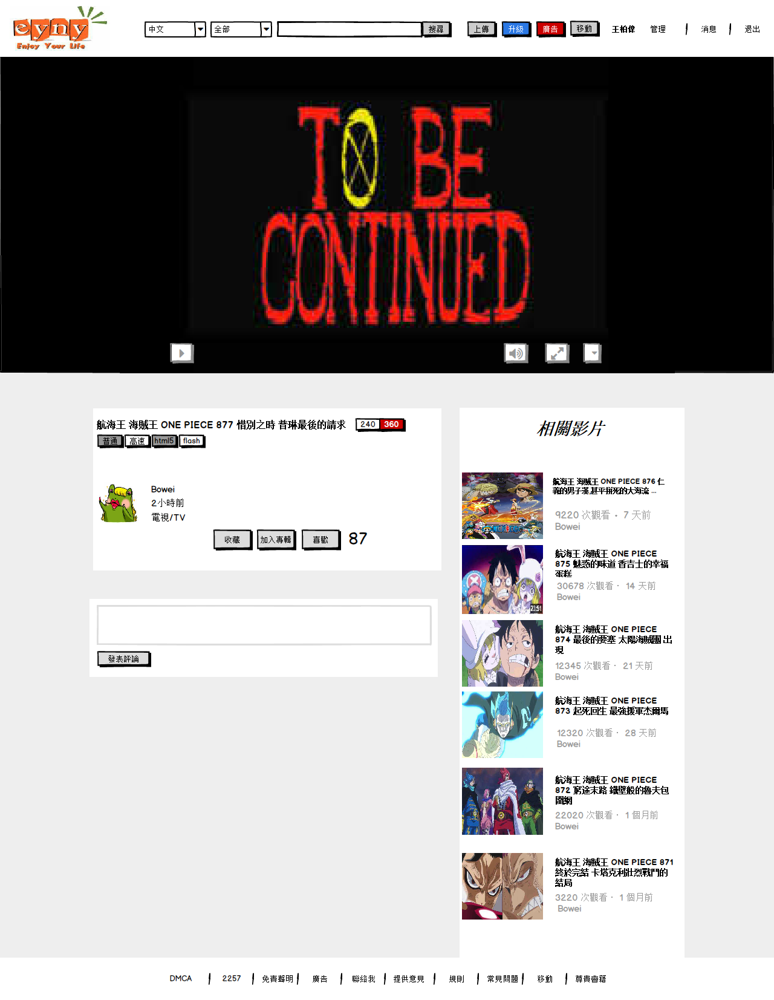 eyny
Enjoy Your Life
中文 全部 搜尋 上傳 升級 廣告 移動 王柏偉 管理 消息 退出
TO BE
CONTINUED
航海王 海賊王 ONE PIECE 877 惜別之時 普琳最後的請求 240 360
普通 高速 html5 flash
Bowei
2小時前
電視/TV
收藏 加入專輯 喜歡 87
發表評論
相關影片
航海王 海賊王 ONE PIECE 876 仁
義的男子漢,甚平拼死的大海流 ...
9220 次觀看 • 7 天前
Bowei
航海王 海賊王 ONE PIECE
875 魅惑的味道 香吉士的幸福
蛋糕
30678 次觀看· 14 天前
Bowei
23:51
航海王 海賊王 ONE PIECE
874 最後的要塞 太陽海賊團 出
現
12345 次觀看· 21 天前
Bowei
航海王 海賊王 ONE PIECE
873 起死回生 最強援軍杰爾馬
12320 次觀看· 28 天前
Bowei
航海王 海賊王 ONE PIECE
872 窮途末路 鐵壁般的魯夫包
圍網
22020 次觀看· 1 個月前
Bowei
航海王 海賊王 ONE PIECE 871
終於完結 卡塔克利壯烈戰鬥的
結局
3220 次觀看· 1 個月前
Bowei
DMCA 2257 免責聲明 廣告 聯絡我 提供意見 規則 常見問題 移動 尊貴會籍